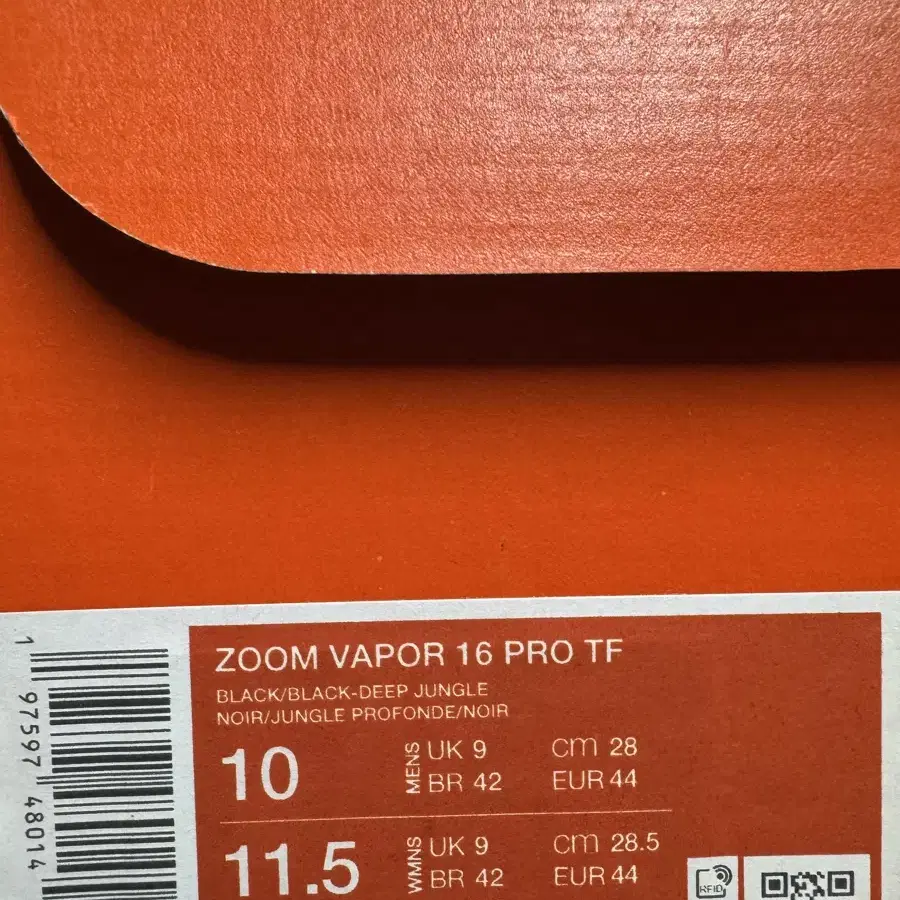 ZOOM VAPOR 16 PRO TF
BLACK/BLACK-DEEP JUNGLE
NOIR/JUNGLE PROFONDE/NOIR
10 MENS UK 9 cm 28
BR 42 EUR 44
11.5 WMNS UK 9 cm 28.5
BR 42 EUR 44
RFID
1 97597 48014